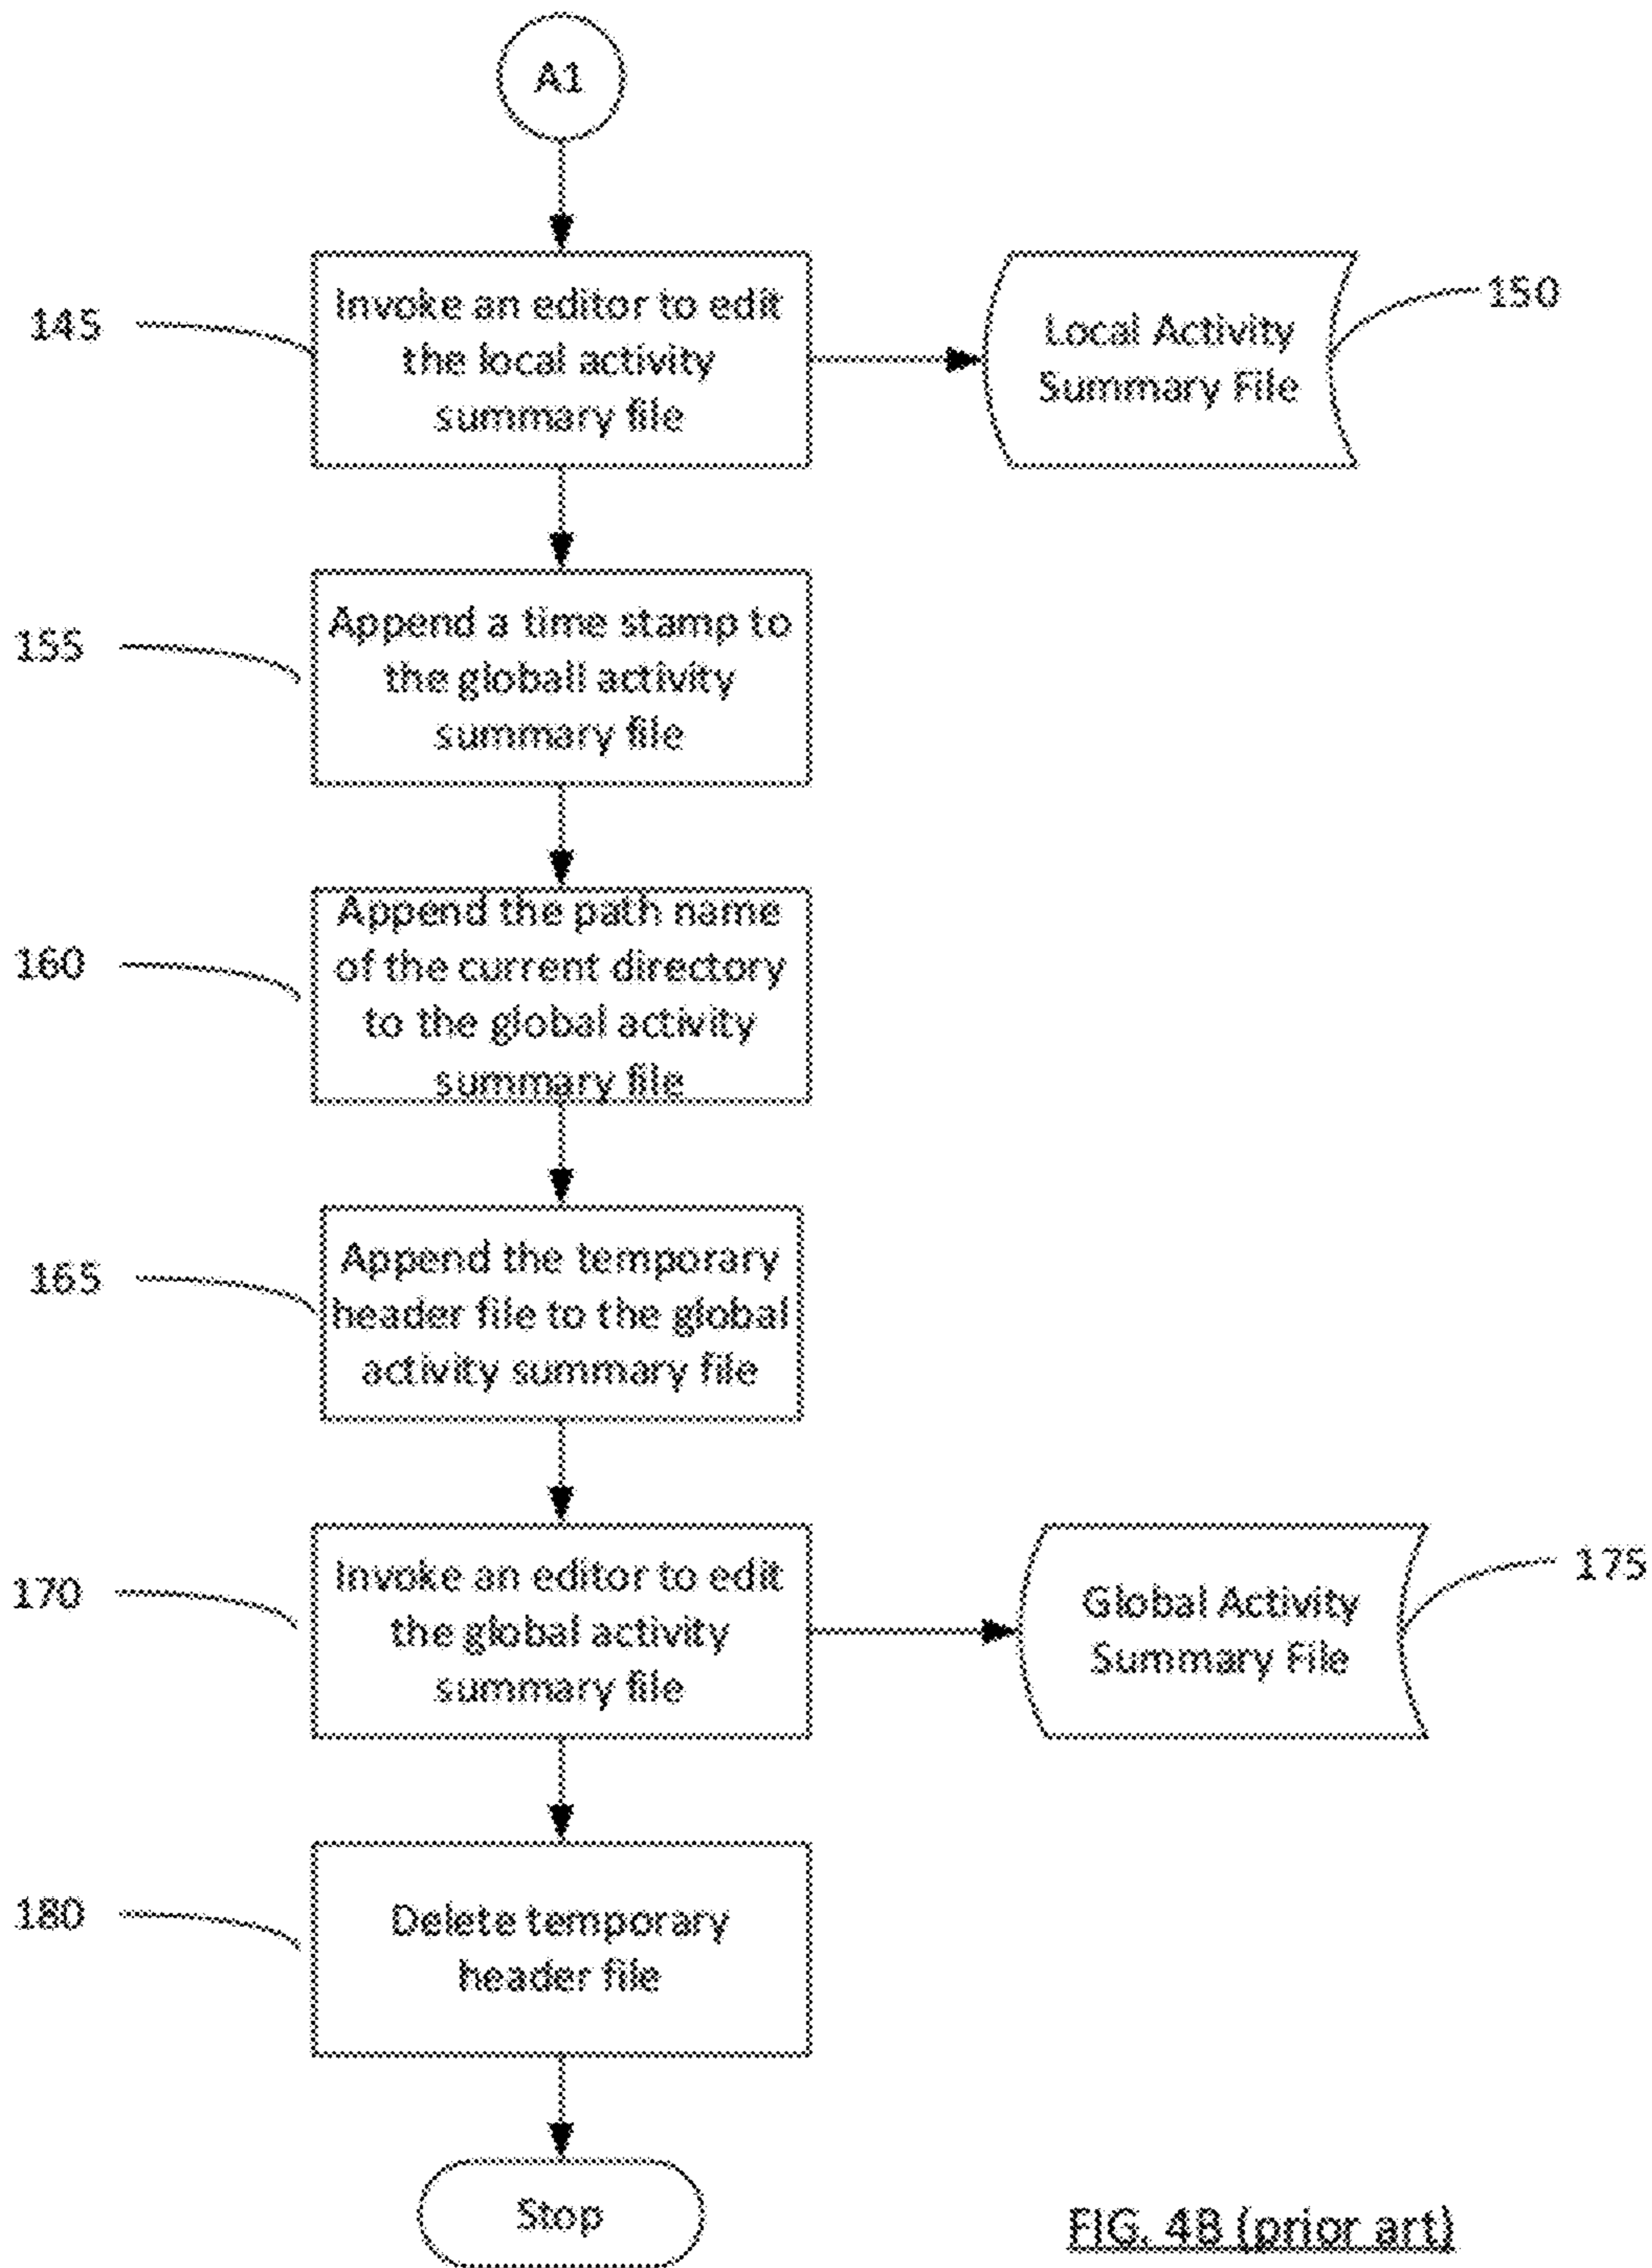 A1
145
Invoke an editor to edit
the local activity
summary file
Local Activity
Summary File
150
155
Append a time stamp to
the globall activity
summary file
160
Append the path name
of the current directory
to the global activity
summary file
165
Append the temporary
header file to the global
activity summary file
170
Invoke an editor to edit
the global activity
summary file
Global Activity
Summary File
175
180
Delete temporary
header file
Stop
FIG. 4B (prior art)